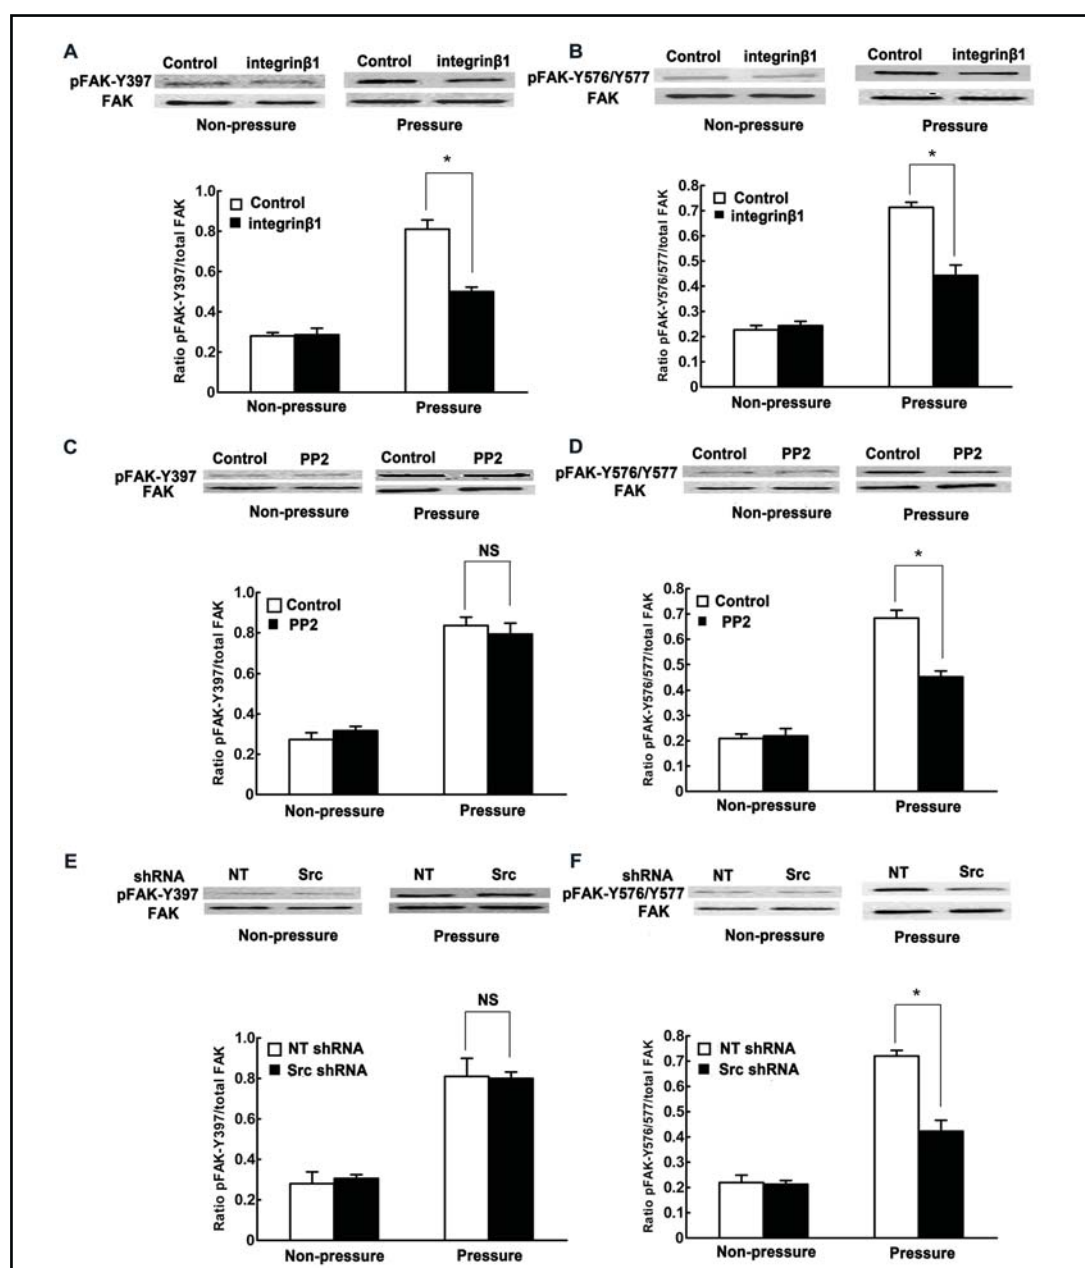 A
Control integrinβ1 Control integrinβ1
pFAK-Y397
FAK
Non-pressure Pressure
*
Ratio pFAK-Y397/total FAK
1.0
0.8
0.6
0.4
0.2
0
Control
integrinβ1
Non-pressure Pressure
B
Control integrinβ1 Control integrinβ1
pFAK-Y576/Y577
FAK
Non-pressure Pressure
*
Ratio pFAK-Y576/577/total FAK
0.8
0.7
0.6
0.5
0.4
0.3
0.2
0.1
0
Control
integrinβ1
Non-pressure Pressure
C
Control PP2 Control PP2
pFAK-Y397
FAK
Non-pressure Pressure
NS
Ratio pFAK-Y397/total FAK
1.0
0.8
0.6
0.4
0.2
0
Control
PP2
Non-pressure Pressure
D
Control PP2 Control PP2
pFAK-Y576/Y577
FAK
Non-pressure Pressure
*
Ratio pFAK-Y576/577/total FAK
0.8
0.7
0.6
0.5
0.4
0.3
0.2
0.1
0
Control
PP2
Non-pressure Pressure
E
shRNA NT Src NT Src
pFAK-Y397
FAK
Non-pressure Pressure
NS
Ratio pFAK-Y397/total FAK
1.0
0.8
0.6
0.4
0.2
0
NT shRNA
Src shRNA
Non-pressure Pressure
F
shRNA NT Src NT Src
pFAK-Y576/Y577
FAK
Non-pressure Pressure
*
Ratio pFAK-Y576/577/total FAK
0.8
0.7
0.6
0.5
0.4
0.3
0.2
0.1
0
NT shRNA
Src shRNA
Non-pressure Pressure